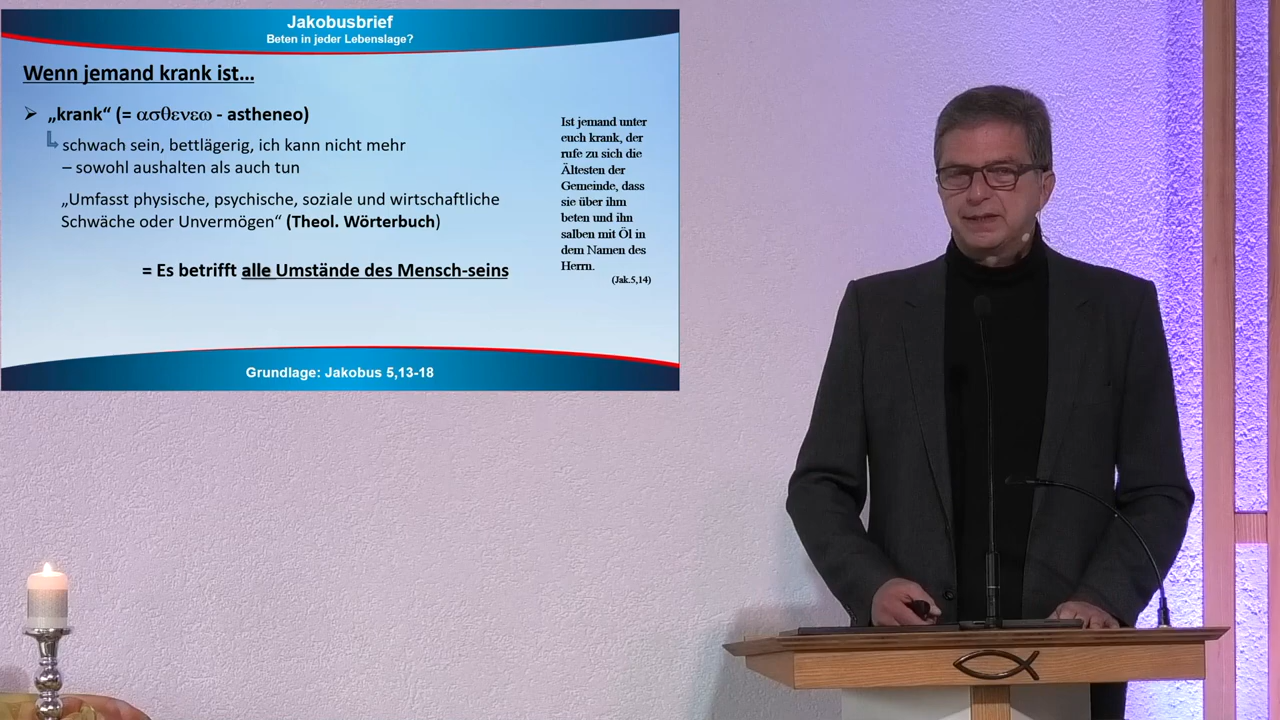 Jakobusbrief
Beten in jeder Lebenslage?
Wenn jemand krank ist...
➢ „krank“ (= ασθενεω - astheneo)
schwach sein, bettlägerig, ich kann nicht mehr
– sowohl aushalten als auch tun
„Umfasst physische, psychische, soziale und wirtschaftliche
Schwäche oder Unvermögen“ (Theol. Wörterbuch)
= Es betrifft alle Umstände des Mensch-seins
Ist jemand unter
euch krank, der
rufe zu sich die
Ältesten der
Gemeinde, dass
sie über ihm
beten und ihn
salben mit Öl in
dem Namen des
Herrn.
(Jak.5,14)
Grundlage: Jakobus 5,13-18